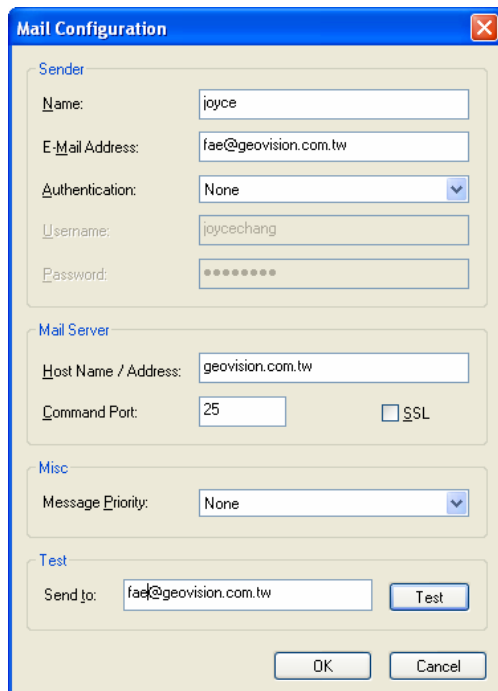 Mail Configuration
Sender
Name: joyce
E-Mail Address: fae@geovision.com.tw
Authentication: None
Username: joycechang
Password: ●●●●●●●●
Mail Server
Host Name / Address: geovision.com.tw
Command Port: 25 SSL
Misc
Message Priority: None
Test
Send to: fae@geovision.com.tw Test
OK Cancel